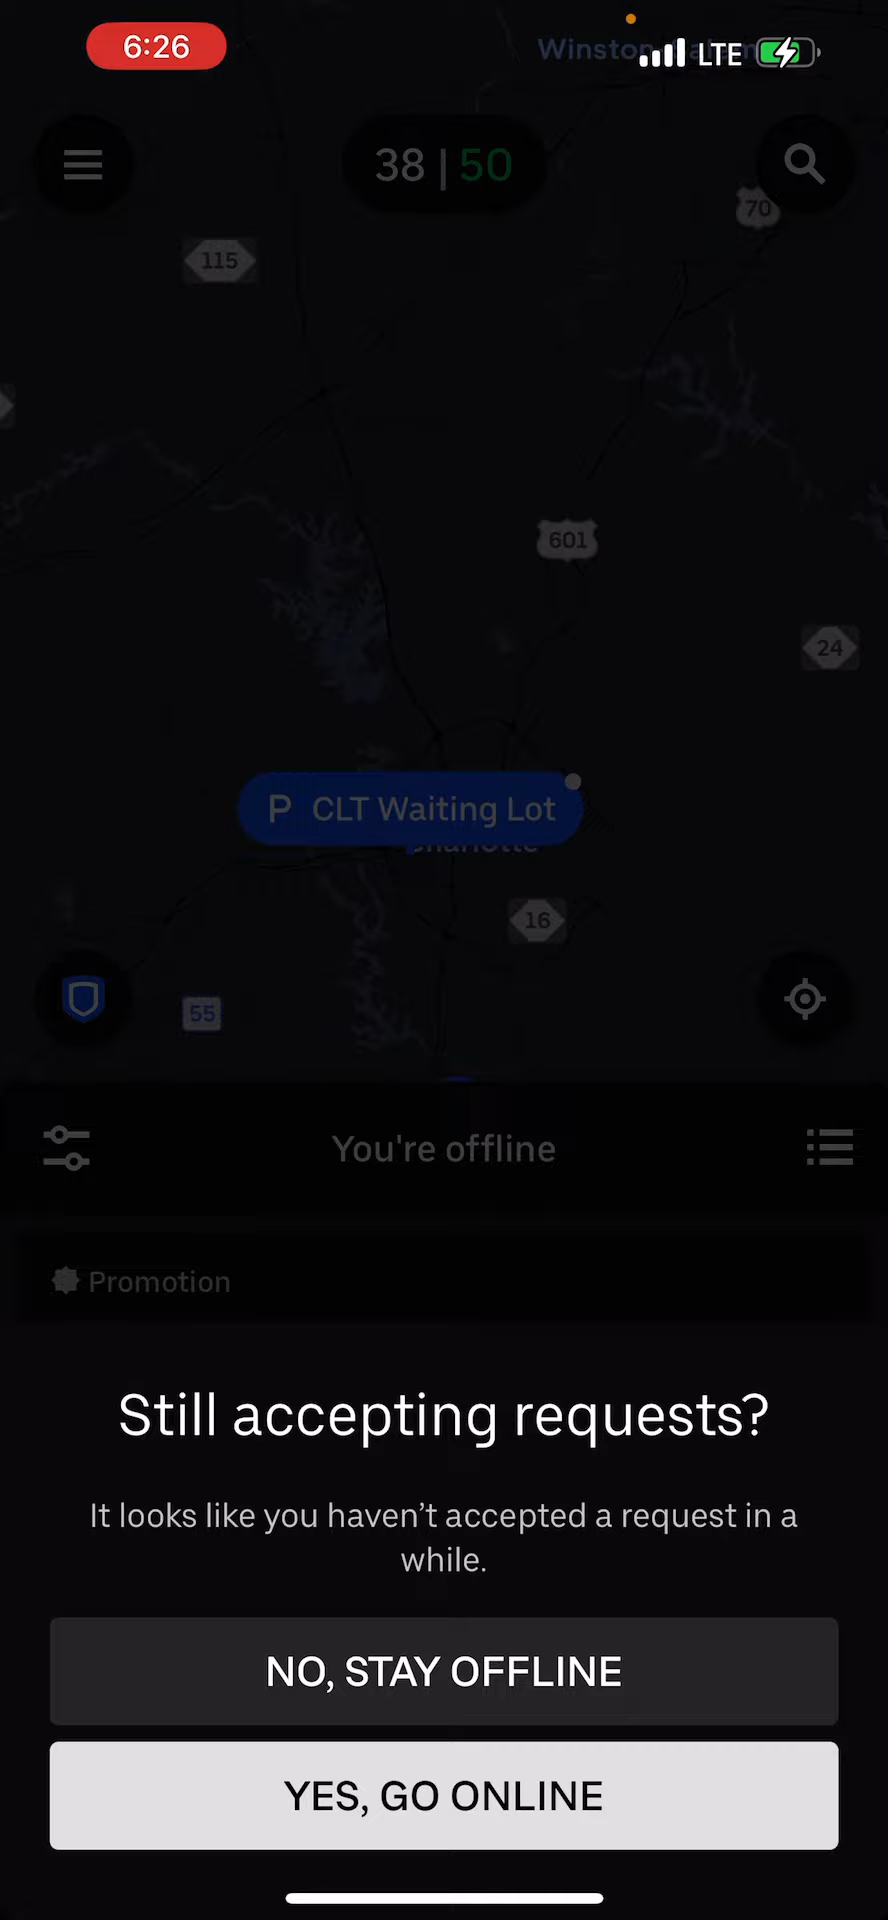 6:26
LTE
Winston
38 | 50
70
115
601
24
P CLT Waiting Lot
16
55
You're offline
Promotion
Still accepting requests?
It looks like you haven't accepted a request in a
while.
NO, STAY OFFLINE
YES, GO ONLINE